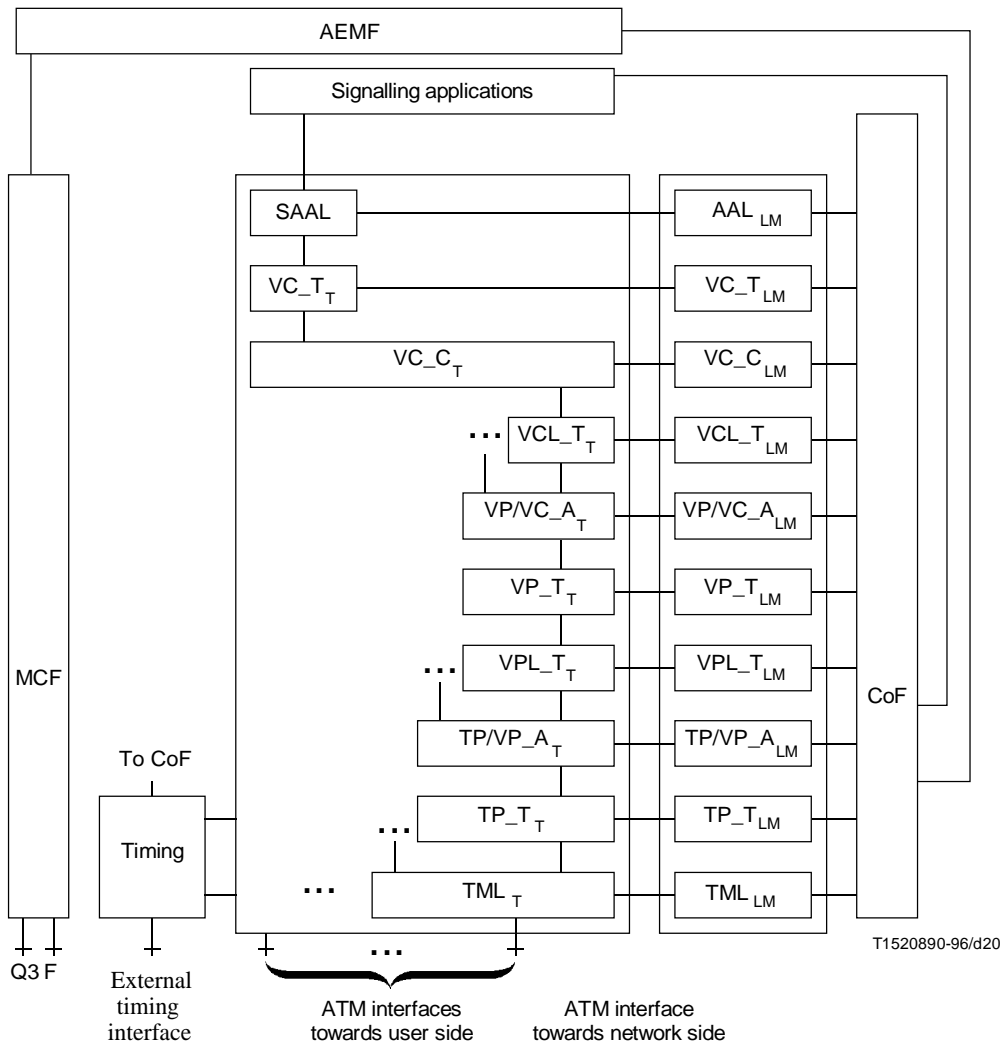 AEMF
Signalling applications
SAAL
AAL LM
VC_T T
VC_T LM
VC_C T
VC_C LM
... VCL_T T
VCL_T LM
VP/VC_A T
VP/VC_A LM
VP_T T
VP_T LM
... VPL_T T
VPL_T LM
MCF
CoF
TP/VP_A T
TP/VP_A LM
To CoF
... TP_T T
TP_T LM
Timing
... TML T
TML LM
...
T1520890-96/d20
Q3 F
External
timing
interface
ATM interfaces
towards user side
ATM interface
towards network side